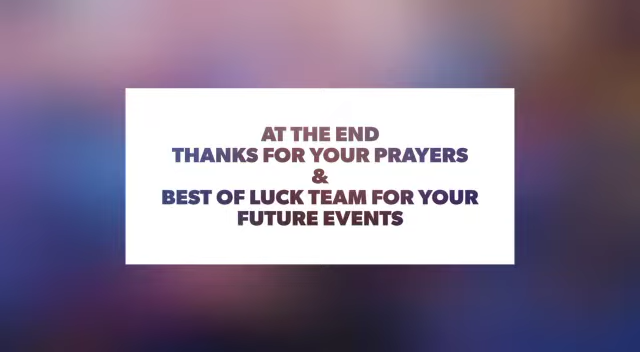 AT THE END
THANKS FOR YOUR PRAYERS
&
BEST OF LUCK TEAM FOR YOUR
FUTURE EVENTS